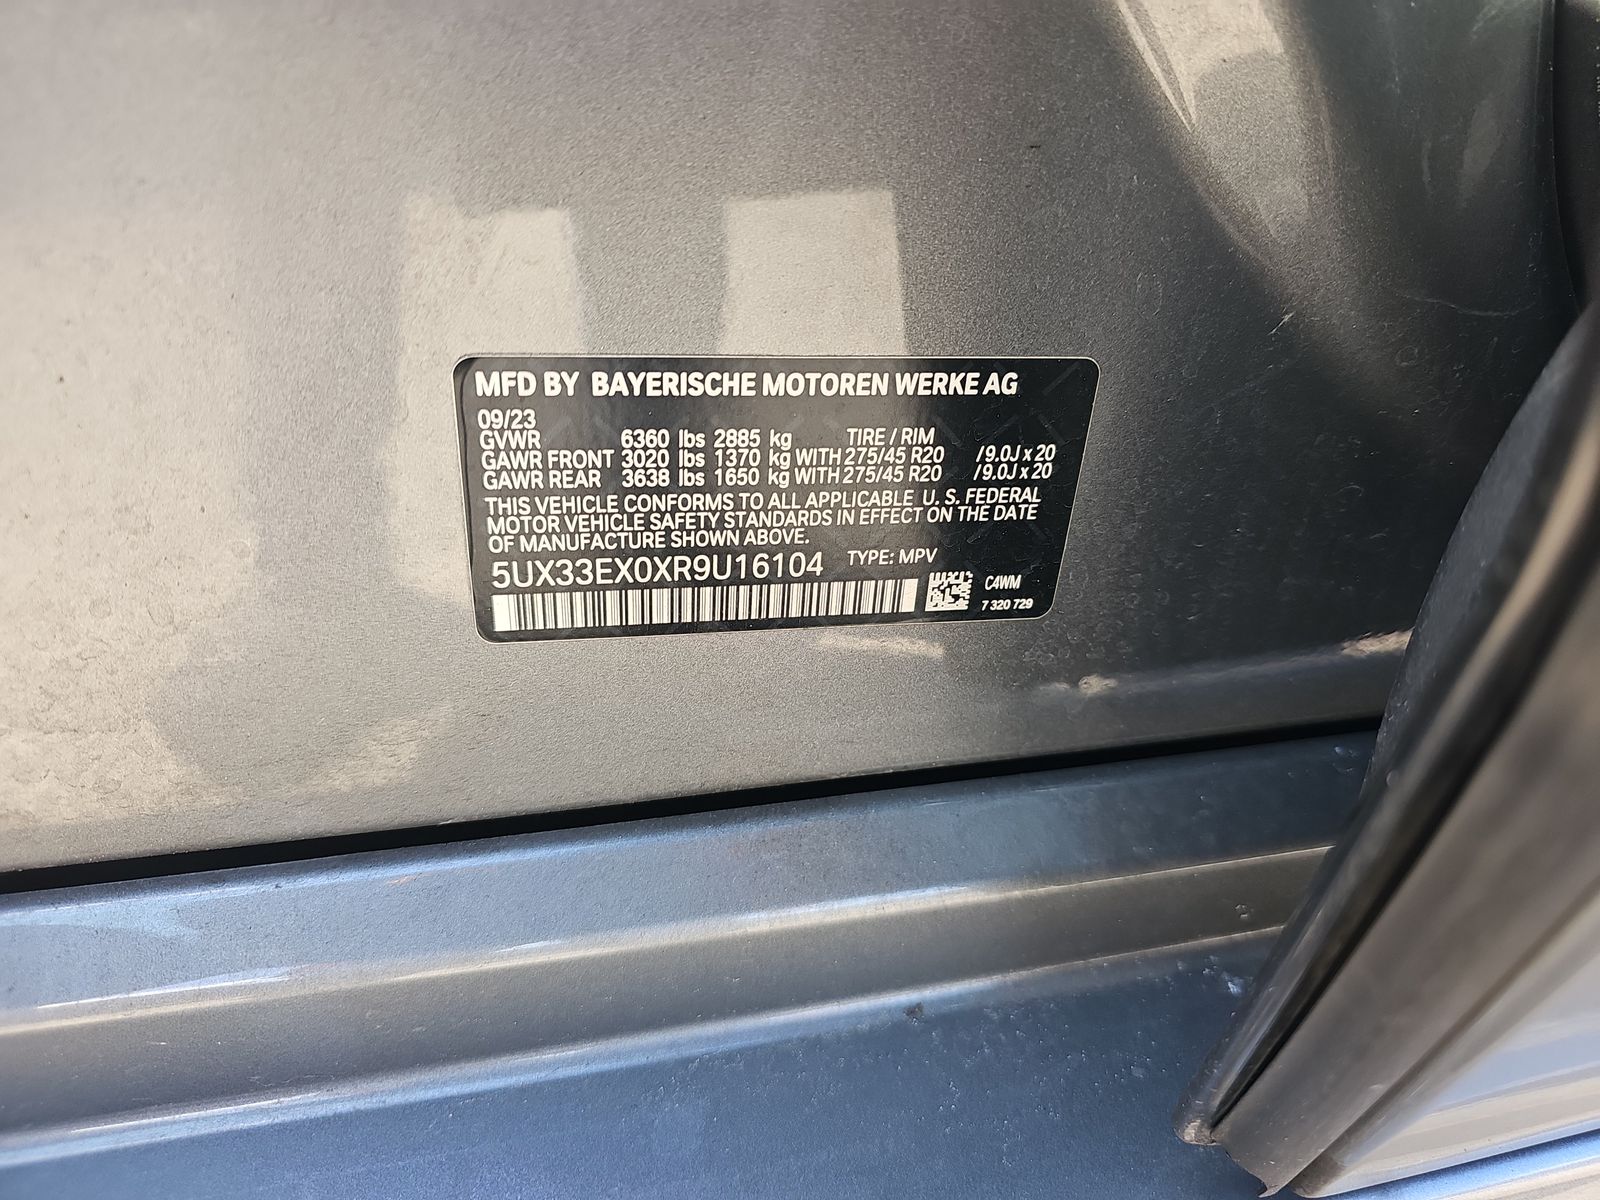 MFD BY BAYERISCHE MOTOREN WERKE AG
09/23
GVWR 6360 lbs 2885 kg TIRE / RIM
GAWR FRONT 3020 lbs 1370 kg WITH 275/45 R20 /9.0J x 20
GAWR REAR 3638 lbs 1650 kg WITH 275/45 R20 /9.0J x 20
THIS VEHICLE CONFORMS TO ALL APPLICABLE U. S. FEDERAL
MOTOR VEHICLE SAFETY STANDARDS IN EFFECT ON THE DATE
OF MANUFACTURE SHOWN ABOVE.
5UX33EX0XR9U16104 TYPE: MPV
C4WM
7 320 729